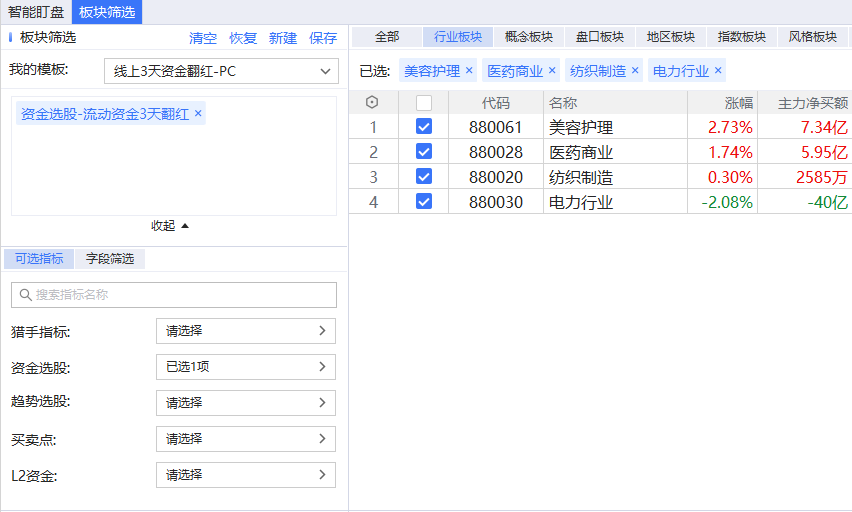 智能盯盘 板块筛选
板块筛选 清空 恢复 新建 保存
我的模板: 线上3天资金翻红-PC
资金选股-流动资金3天翻红 ×
收起
可选指标 字段筛选
搜索指标名称
猎手指标: 请选择
资金选股: 已选1项
趋势选股: 请选择
买卖点: 请选择
L2资金: 请选择
全部 行业板块 概念板块 盘口板块 地区板块 指数板块 风格板块
已选: 美容护理 × 医药商业 × 纺织制造 × 电力行业 ×
代码 名称 涨幅 主力净买额
1 880061 美容护理 2.73% 7.34亿
2 880028 医药商业 1.74% 5.95亿
3 880020 纺织制造 0.30% 2585万
4 880030 电力行业 -2.08% -40亿